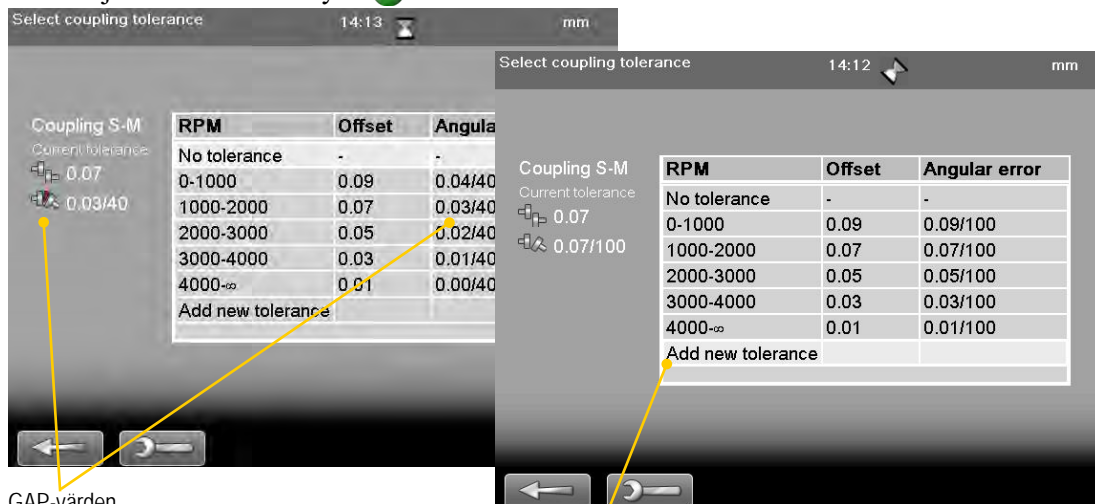 Select coupling tolerance 14:13 mm
Coupling S-M
Current tolerance
0.07
0.03/40
RPM Offset Angula
No tolerance - -
0-1000 0.09 0.04/40
1000-2000 0.07 0.03/40
2000-3000 0.05 0.02/40
3000-4000 0.03 0.01/40
4000-∞ 0.01 0.00/40
Add new tolerance
GAP-värden
Select coupling tolerance 14:12 mm
Coupling S-M
Current tolerance
0.07
0.07/100
RPM Offset Angular error
No tolerance - -
0-1000 0.09 0.09/100
1000-2000 0.07 0.07/100
2000-3000 0.05 0.05/100
3000-4000 0.03 0.03/100
4000-∞ 0.01 0.01/100
Add new tolerance